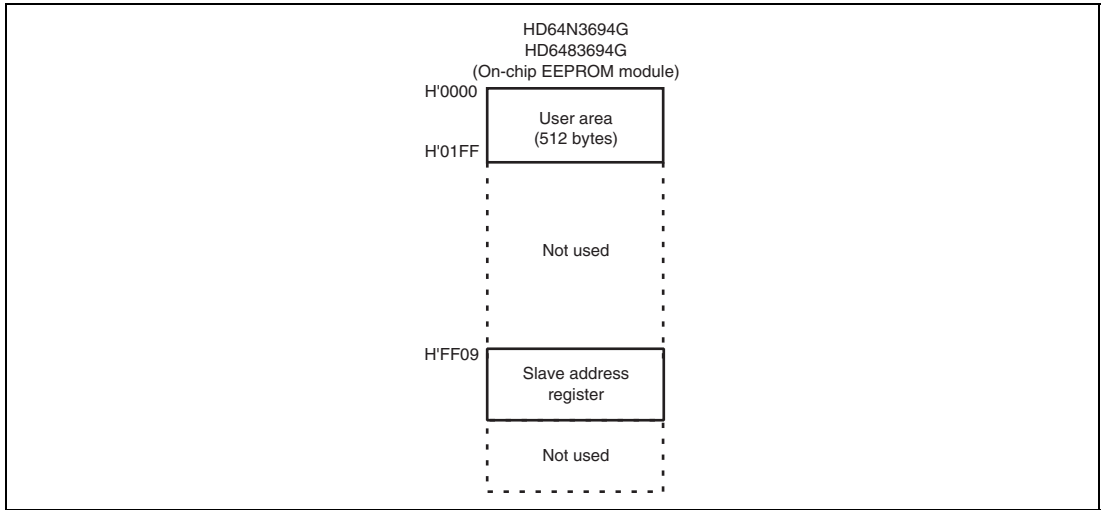 HD64N3694G
HD6483694G
(On-chip EEPROM module)
H'0000
User area
(512 bytes)
H'01FF
Not used
H'FF09
Slave address
register
Not used